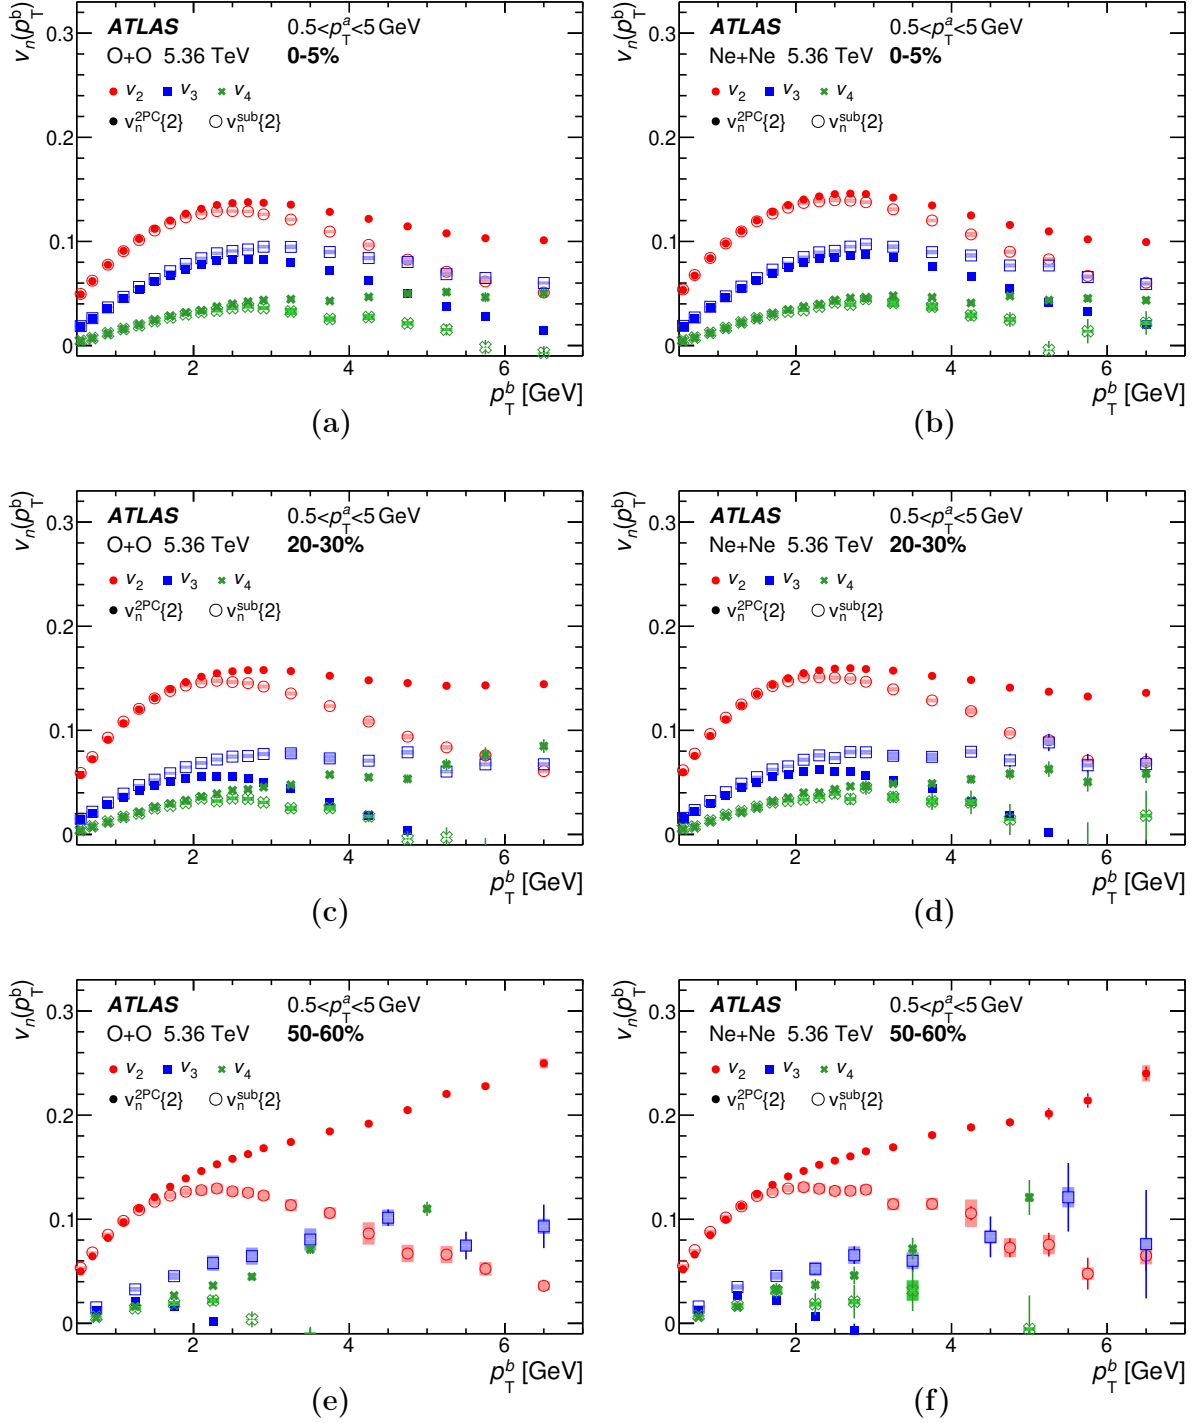 v_n(p_T^b)
0.3
0.2
0.1
0
ATLAS 0.5<p_T^a<5 GeV
O+O 5.36 TeV 0-5%
v_2 v_3 v_4
v_n^2PC{2} v_n^sub{2}
2 4 6
p_T^b [GeV]
(a)
v_n(p_T^b)
0.3
0.2
0.1
0
ATLAS 0.5<p_T^a<5 GeV
Ne+Ne 5.36 TeV 0-5%
v_2 v_3 v_4
v_n^2PC{2} v_n^sub{2}
2 4 6
p_T^b [GeV]
(b)
v_n(p_T^b)
0.3
0.2
0.1
0
ATLAS 0.5<p_T^a<5 GeV
O+O 5.36 TeV 20-30%
v_2 v_3 v_4
v_n^2PC{2} v_n^sub{2}
2 4 6
p_T^b [GeV]
(c)
v_n(p_T^b)
0.3
0.2
0.1
0
ATLAS 0.5<p_T^a<5 GeV
Ne+Ne 5.36 TeV 20-30%
v_2 v_3 v_4
v_n^2PC{2} v_n^sub{2}
2 4 6
p_T^b [GeV]
(d)
v_n(p_T^b)
0.3
0.2
0.1
0
ATLAS 0.5<p_T^a<5 GeV
O+O 5.36 TeV 50-60%
v_2 v_3 v_4
v_n^2PC{2} v_n^sub{2}
2 4 6
p_T^b [GeV]
(e)
v_n(p_T^b)
0.3
0.2
0.1
0
ATLAS 0.5<p_T^a<5 GeV
Ne+Ne 5.36 TeV 50-60%
v_2 v_3 v_4
v_n^2PC{2} v_n^sub{2}
2 4 6
p_T^b [GeV]
(f)